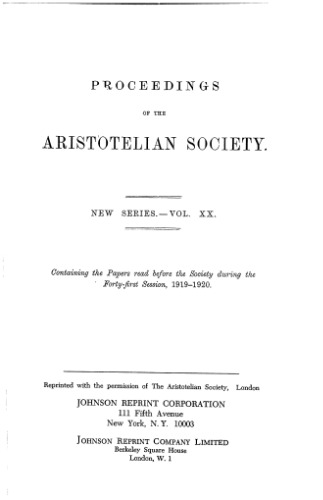 PROCEEDINGS
OF THE
ARISTOTELIAN SOCIETY.
NEW SERIES.—VOL. XX.
Containing the Papers read before the Society during the
Forty-first Session, 1919–1920.
Reprinted with the permission of The Aristotelian Society, London
JOHNSON REPRINT CORPORATION
111 Fifth Avenue
New York, N. Y. 10003
JOHNSON REPRINT COMPANY LIMITED
Berkeley Square House
London, W. 1